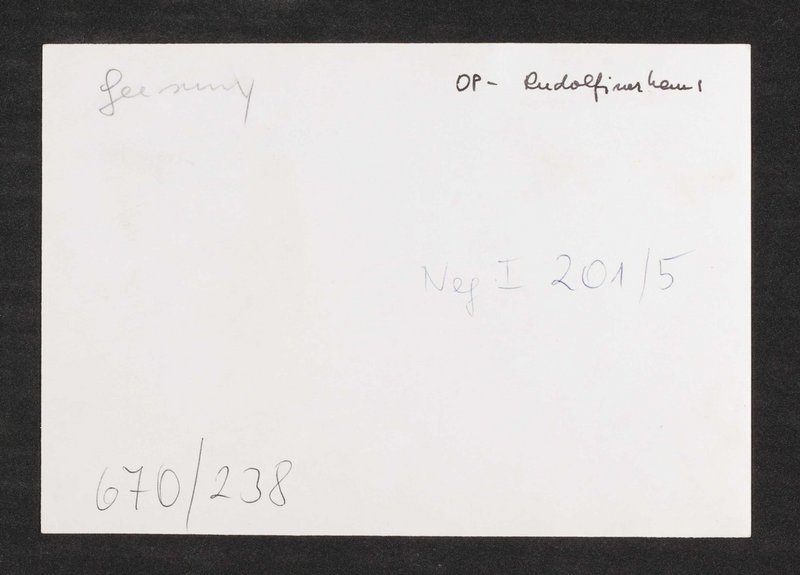 OP - Rudolfinerhaus
Neg. I 201/5
670/238